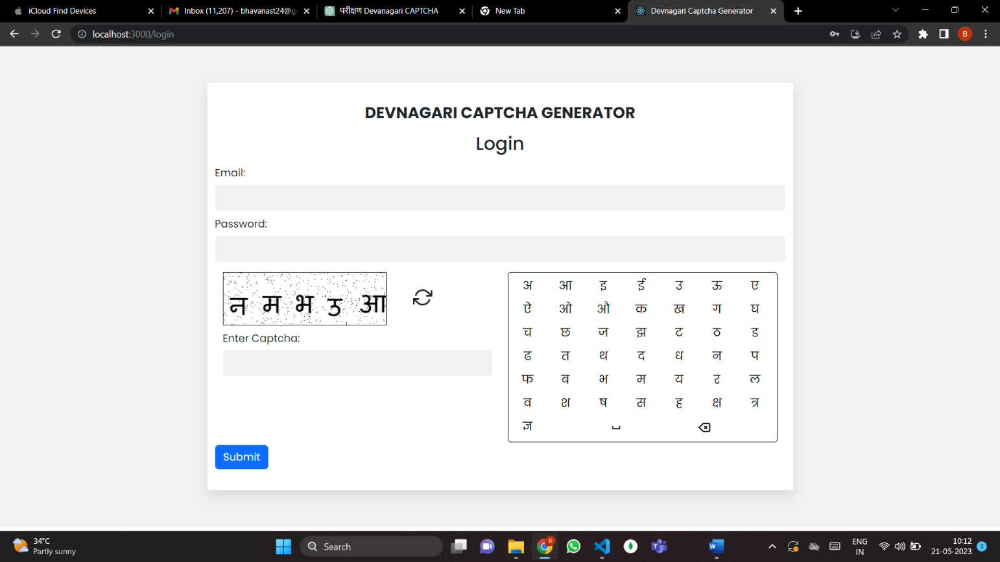 iCloud Find Devices
Inbox (11,207) - bhavanast24@g
परीक्षण Devanagari CAPTCHA
New Tab
Devnagari Captcha Generator
localhost:3000/login
B
DEVNAGARI CAPTCHA GENERATOR
Login
Email:
Password:
न म भ उ आ
Enter Captcha:
अ आ इ ई उ ऊ ए
ऐ ओ औ क ख ग घ
च छ ज झ ट ठ ड
ढ त थ द ध न प
फ ब भ म य र ल
व श ष स ह क्ष त्र
ज्ञ
Submit
34°C
Partly sunny
Search
B
ENG
IN
10:12
21-05-2023
3